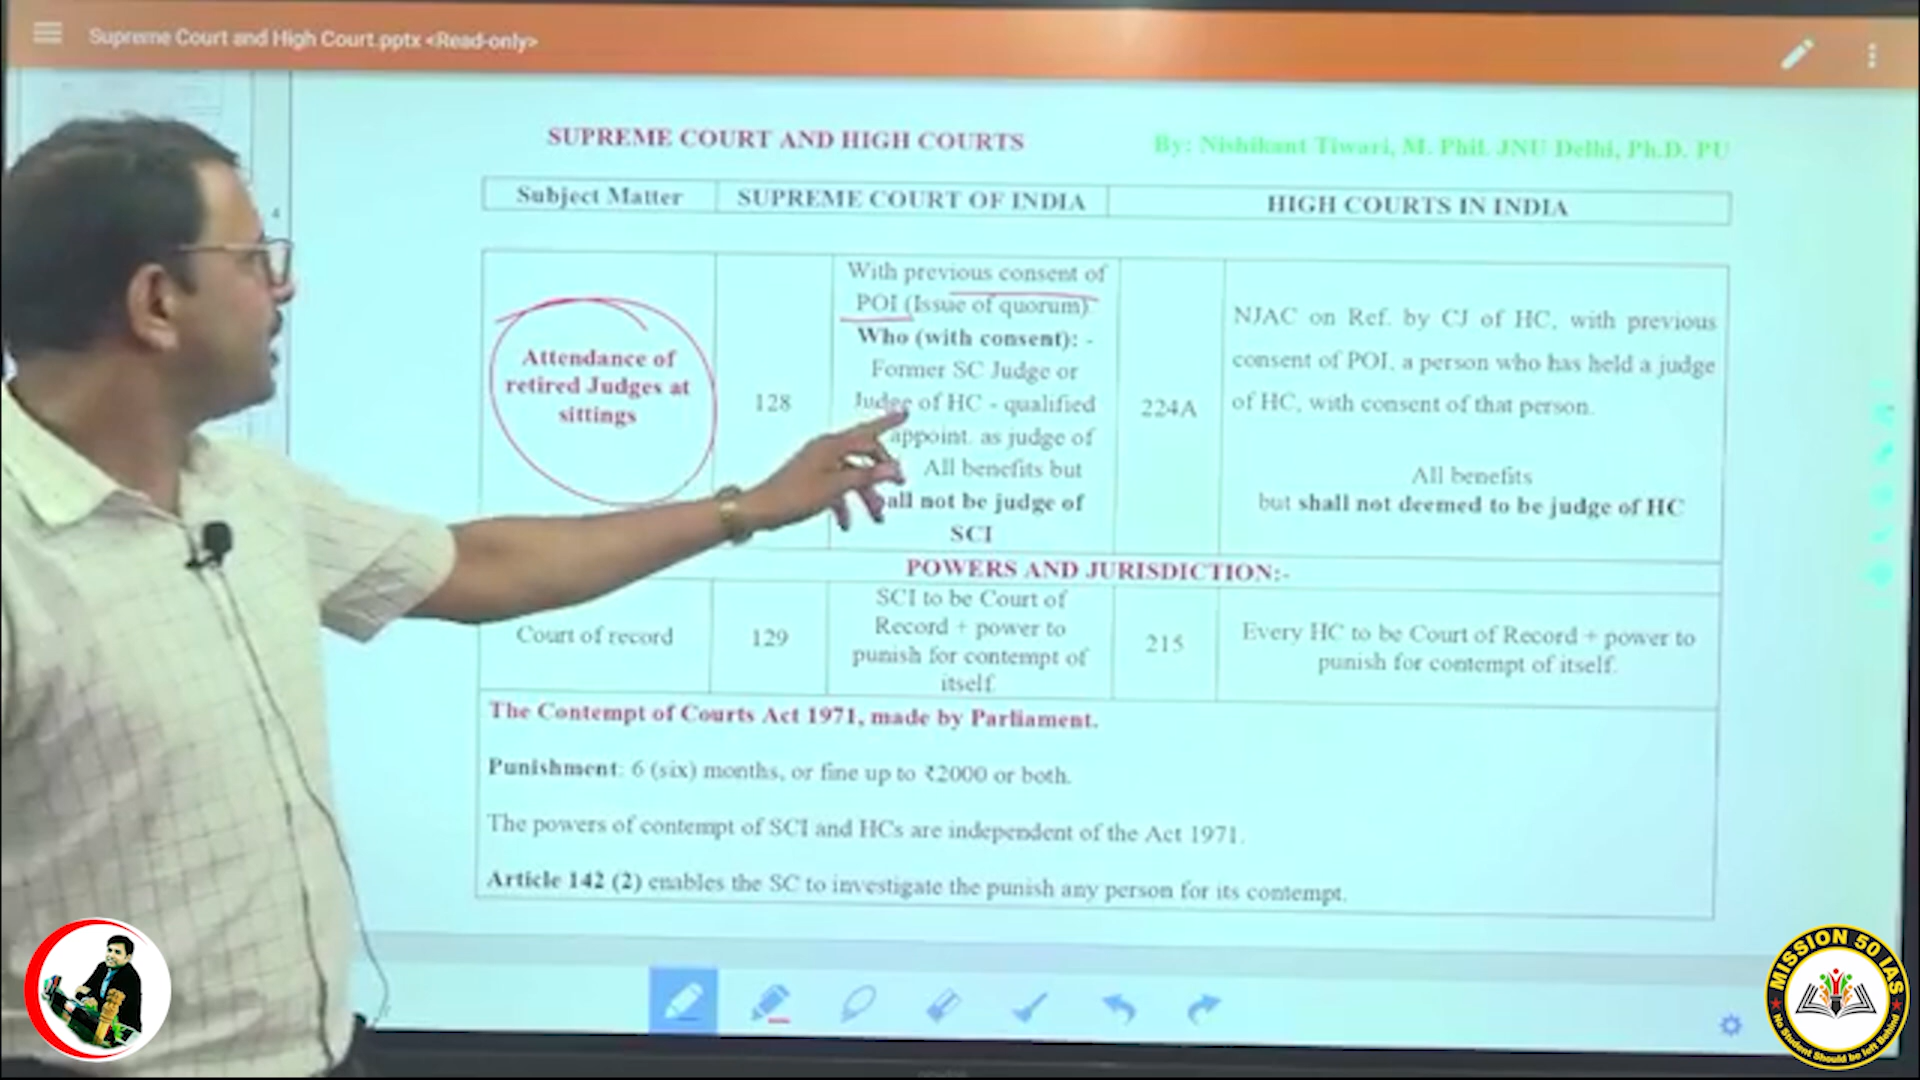 Supreme Court and High Court.pptx <Read-only>
SUPREME COURT AND HIGH COURTS
By: Nishikant Tiwari, M. Phil. JNU Delhi, Ph.D. PU
Subject Matter
SUPREME COURT OF INDIA
HIGH COURTS IN INDIA
4
Attendance of
retired Judges at
sittings
128
With previous consent of
POI (Issue of quorum)
Who (with consent): -
Former SC Judge or
Judge of HC - qualified
appoint. as judge of
All benefits but
all not be judge of
SCI
224A
NJAC on Ref. by CJ of HC, with previous
consent of POI, a person who has held a judge
of HC, with consent of that person.
All benefits
but shall not deemed to be judge of HC
POWERS AND JURISDICTION:-
Court of record
129
SCI to be Court of
Record + power to
punish for contempt of
itself.
215
Every HC to be Court of Record + power to
punish for contempt of itself.
The Contempt of Courts Act 1971, made by Parliament.
Punishment: 6 (six) months, or fine up to ₹2000 or both.
The powers of contempt of SCI and HCs are independent of the Act 1971.
Article 142 (2) enables the SC to investigate the punish any person for its contempt.
MISSION 50 IAS
No Student Should be left Behind